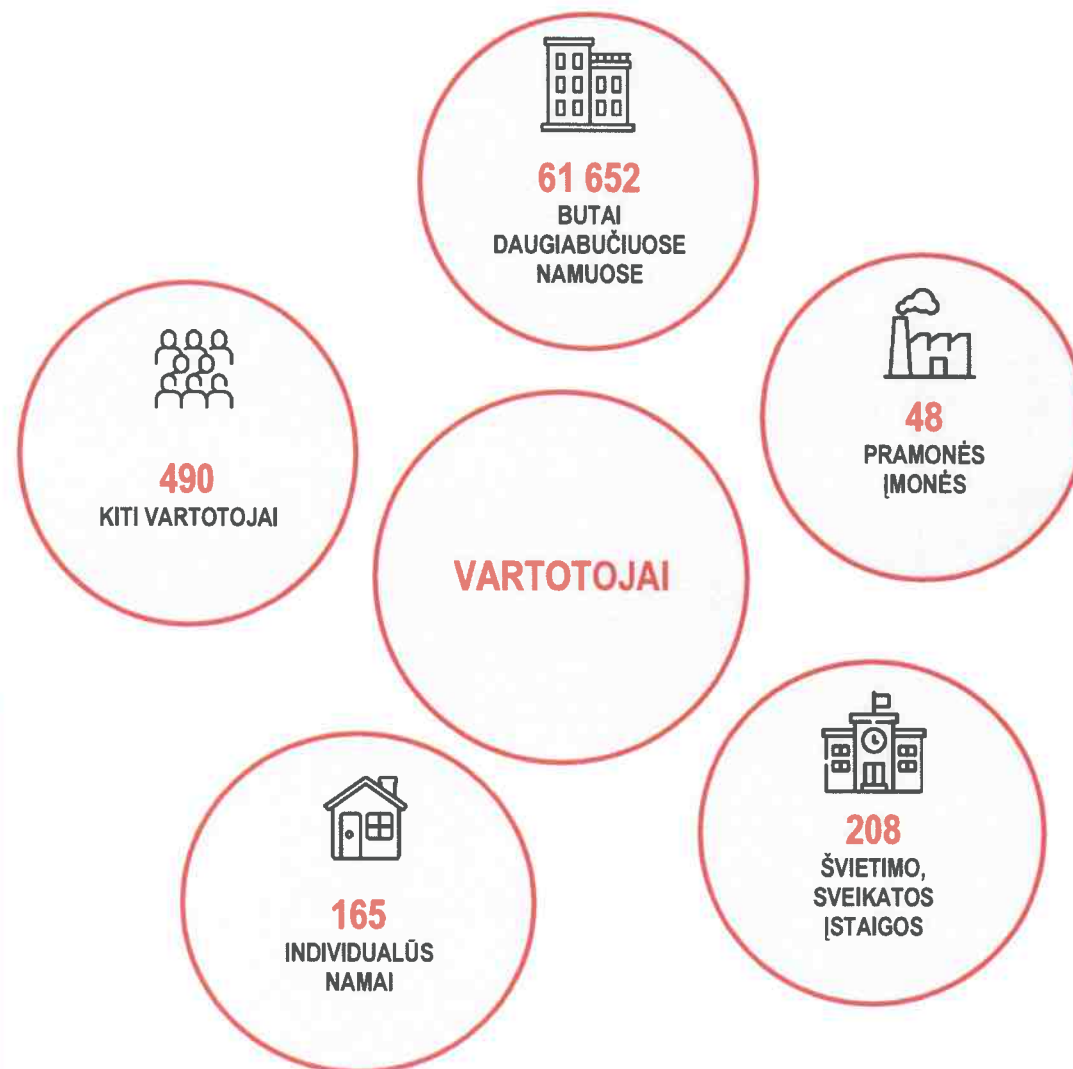 61 652
BUTAI
DAUGIABUČIUOSE
NAMUOSE
48
PRAMONĖS
ĮMONĖS
490
KITI VARTOTOJAI
VARTOTOJAI
208
ŠVIETIMO,
SVEIKATOS
ĮSTAIGOS
165
INDIVIDUALŪS
NAMAI